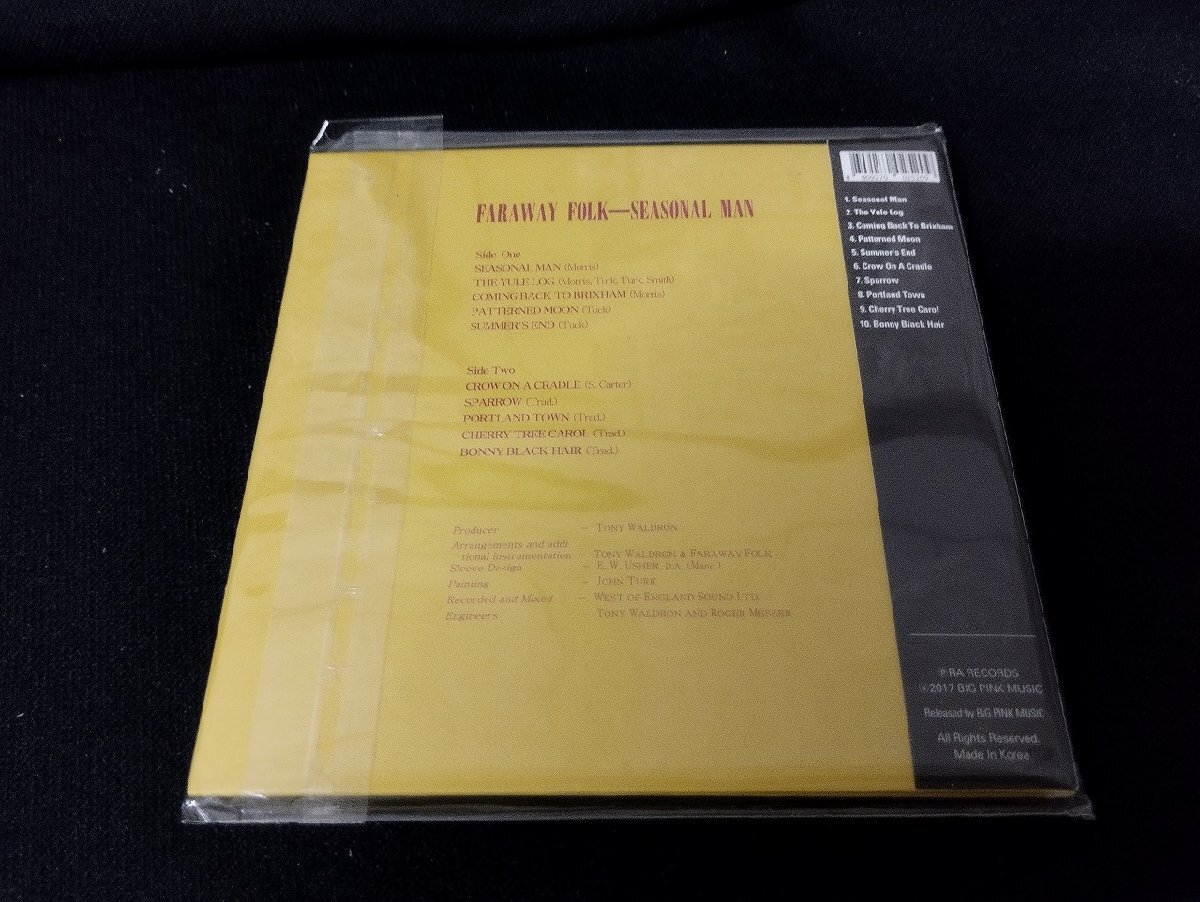 FARAWAY FOLK—SEASONAL MAN
Side One
SEASONAL MAN (Morris)
THE YULE LOG (Morris, Turk, Turk, Smith)
COMING BACK TO BRIXHAM (Morris)
PATTERNED MOON (Tuck)
SUMMER'S END (Tuck)
Side Two
CROW ON A CRADLE (S. Carter)
SPARROW (Trad.)
PORTLAND TOWN (Trad.)
CHERRY TREE CAROL (Trad.)
BONNY BLACK HAIR (Trad.)
Producer – TONY WALDRON
Arrangements and addi
tional instrumentation – TONY WALDRON & FARAWAY FOLK
Sleeve Design – E. W. USHER (Manc.)
Painting – JOHN TURK
Recorded and Mixed – WEST OF ENGLAND SOUND LTD.
Engineers TONY WALDRON AND ROGER
1. Seasonal Man
2. The Yule Log
3. Coming Back To Brixham
4. Patterned Moon
5. Summer's End
6. Crow On A Cradle
7. Sparrow
8. Portland Town
9. Cherry Tree Carol
10. Bonny Black Hair
RA RECORDS
2017 BIG PINK MUSIC
Released by BIG PINK MUSIC
All Rights Reserved.
Made In Korea